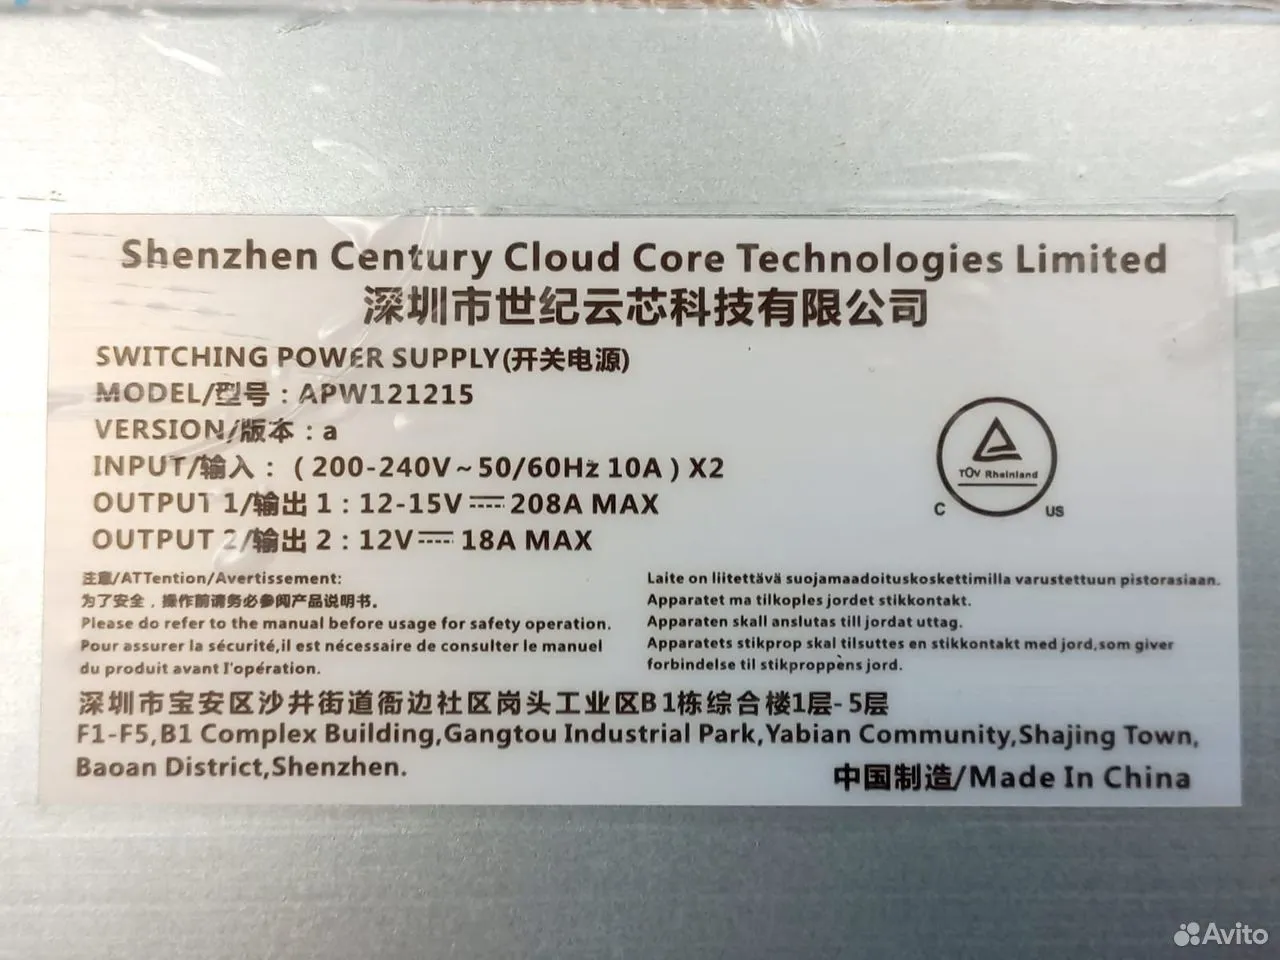 Shenzhen Century Cloud Core Technologies Limited
深圳市世纪云芯科技有限公司
SWITCHING POWER SUPPLY(开关电源)
MODEL/型号 : APW121215
VERSION/版本 : a
INPUT/输入 : ( 200-240V ~ 50/60Hz 10A ) X2
OUTPUT 1/输出 1 : 12-15V ⎓ 208A MAX
OUTPUT 2/输出 2 : 12V ⎓ 18A MAX
TÜV Rheinland
C US
注意/ATTention/Avertissement:
为了安全，操作前请务必参阅产品说明书。
Please do refer to the manual before usage for safety operation.
Pour assurer la sécurité,il est nécessaire de consulter le manuel
du produit avant I'opération.
Laite on liitettävä suojamaadoituskoskettimilla varustettuun pistorasiaan.
Apparatet ma tilkoples jordet stikkontakt.
Apparaten skall anslutas till jordat uttag.
Apparatets stikprop skal tilsuttes en stikkontakt med jord,som giver
forbindelse til stikproppens jord.
深圳市宝安区沙井街道衙边社区岗头工业区B1栋综合楼1层- 5层
F1-F5,B1 Complex Building,Gangtou Industrial Park,Yabian Community,Shajing Town,
Baoan District,Shenzhen.
中国制造/Made In China
Avito